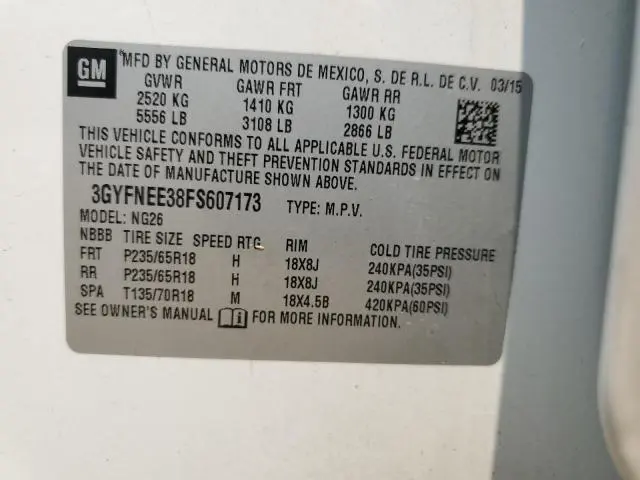 GM
MFD BY GENERAL MOTORS DE MEXICO, S. DE R.L. DE C.V. 03/15
GVWR GAWR FRT GAWR RR
2520 KG 1410 KG 1300 KG
5556 LB 3108 LB 2866 LB
THIS VEHICLE CONFORMS TO ALL APPLICABLE U.S. FEDERAL MOTOR
VEHICLE SAFETY AND THEFT PREVENTION STANDARDS IN EFFECT ON
THE DATE OF MANUFACTURE SHOWN ABOVE.
3GYFNEE38FS607173 TYPE: M.P.V.
MODEL: NG26
NBBB TIRE SIZE SPEED RTG RIM COLD TIRE PRESSURE
FRT P235/65R18 H 18X8J 240KPA(35PSI)
RR P235/65R18 H 18X8J 240KPA(35PSI)
SPA T135/70R18 M 18X4.5B 420KPA(60PSI)
SEE OWNER'S MANUAL FOR MORE INFORMATION.